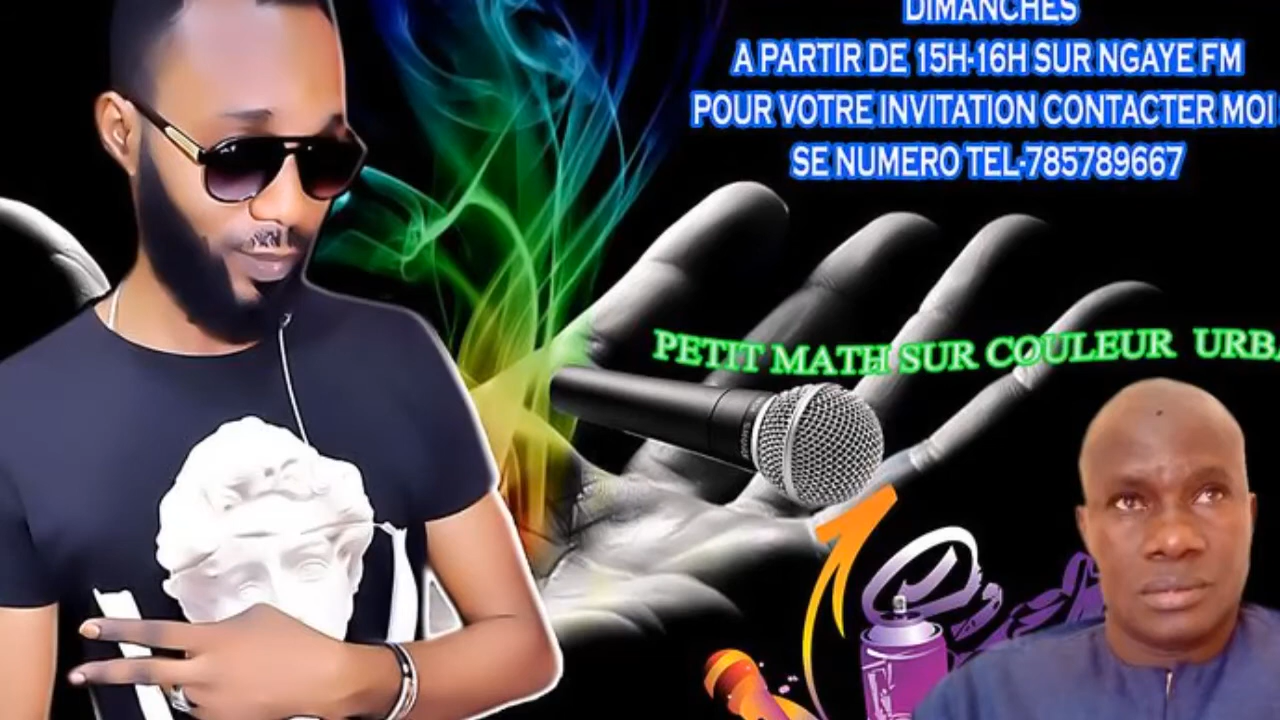 DIMANCHES
A PARTIR DE 15H-16H SUR NGAYE FM
POUR VOTRE INVITATION CONTACTER MOI
SE NUMERO TEL-785789667
PETIT MATH SUR COULEUR